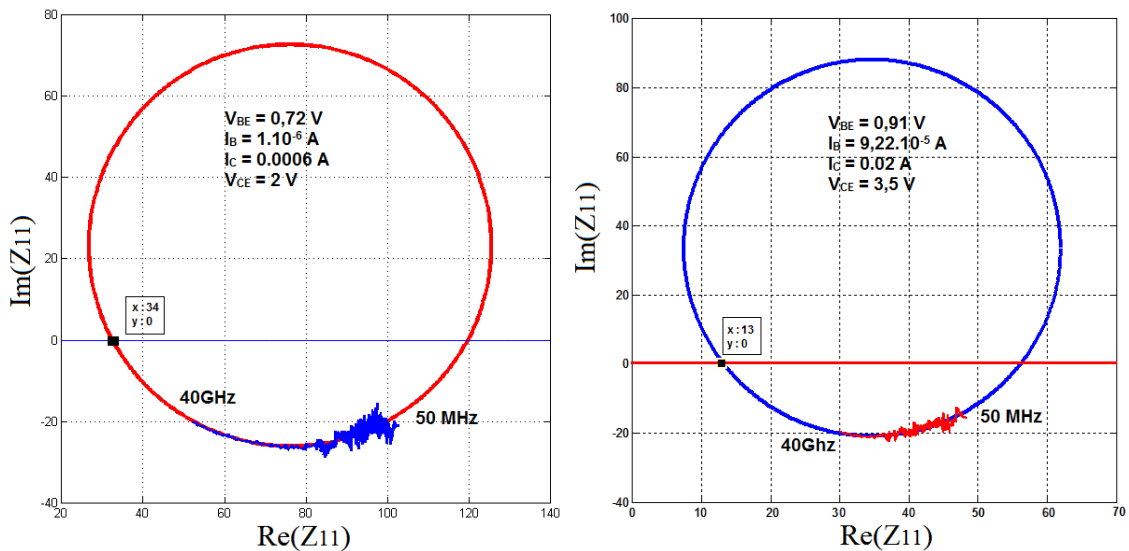 80
60
40
20
0
-20
-40
20
40
60
80
100
120
140
Im(Z11)
Re(Z11)
VBE = 0,72 V
IB = 1.10-6 A
IC = 0.0006 A
VCE = 2 V
x : 34
y : 0
40Ghz
50 MHz
100
80
60
40
20
0
-20
-40
0
10
20
30
40
50
60
70
Im(Z11)
Re(Z11)
VBE = 0,91 V
IB = 9,22.10-5 A
IC = 0.02 A
VCE = 3,5 V
x : 13
y : 0
40Ghz
50 MHz